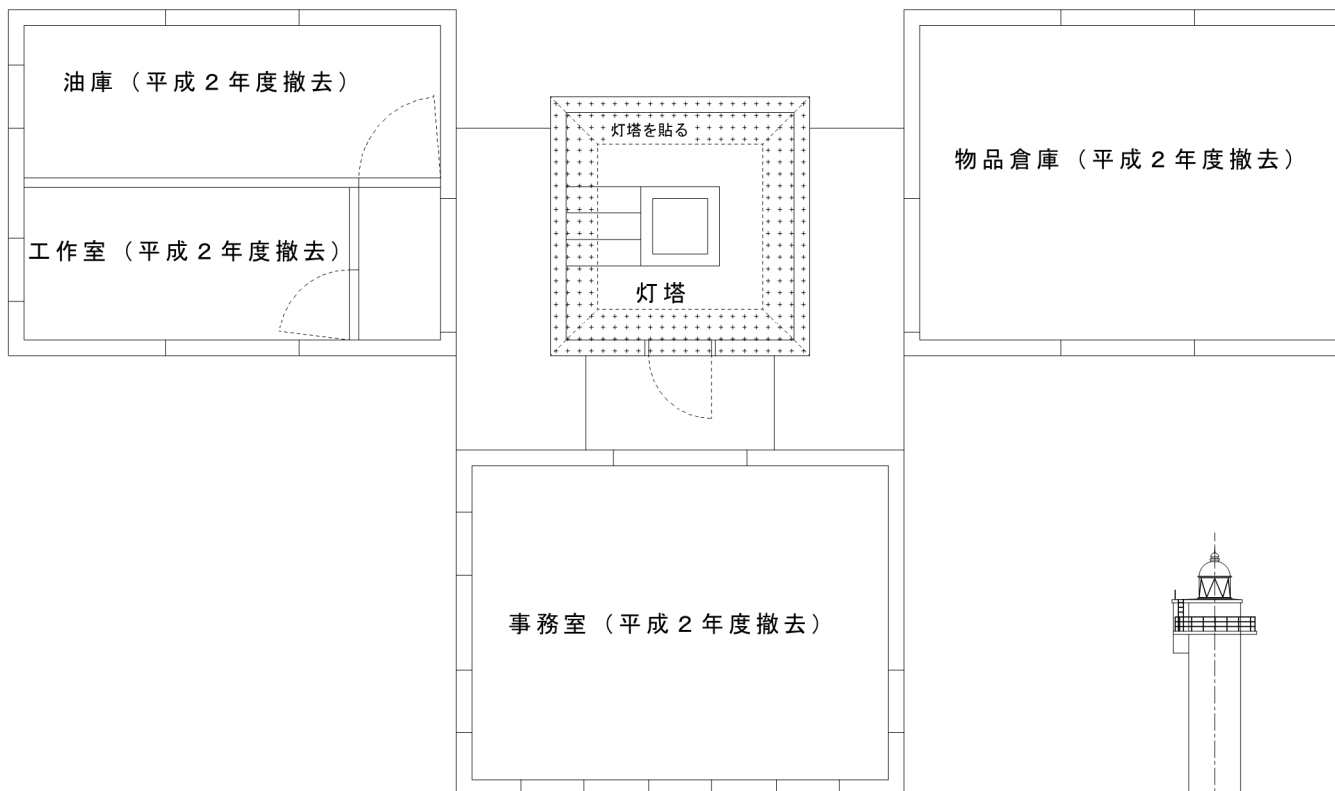 油庫（平成２年度撤去）
灯塔を貼る
物品倉庫（平成２年度撤去）
工作室（平成２年度撤去）
灯塔
事務室（平成２年度撤去）